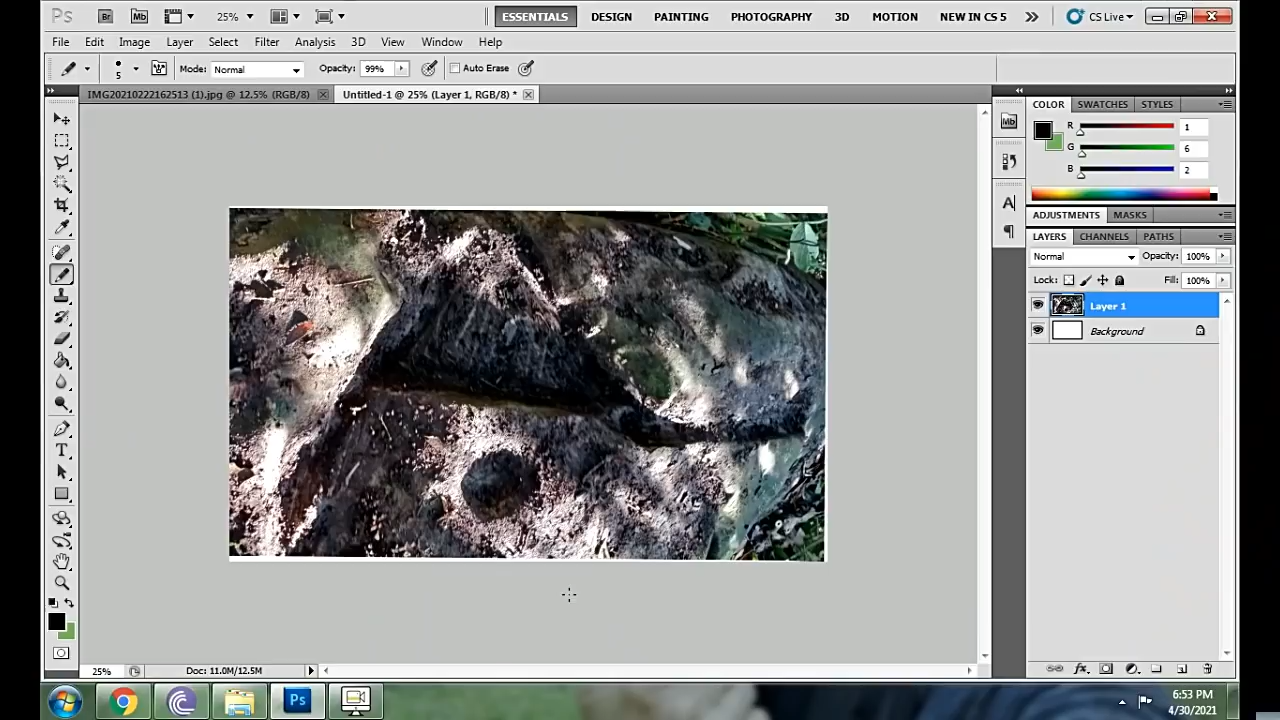 Ps Br Mb 25% ESSENTIALS DESIGN PAINTING PHOTOGRAPHY 3D MOTION NEW IN CS 5 CS Live
File Edit Image Layer Select Filter Analysis 3D View Window Help
5 Mode: Normal Opacity: 99% Auto Erase
IMG20210222162513 (1).jpg @ 12.5% (RGB/8) Untitled-1 @ 25% (Layer 1, RGB/8) *
COLOR SWATCHES STYLES
R 1
G 6
B 2
ADJUSTMENTS MASKS
LAYERS CHANNELS PATHS
Normal Opacity: 100%
Lock: Fill: 100%
Layer 1
Background
25% Doc: 11.0M/12.5M
Ps 6:53 PM
4/30/2021